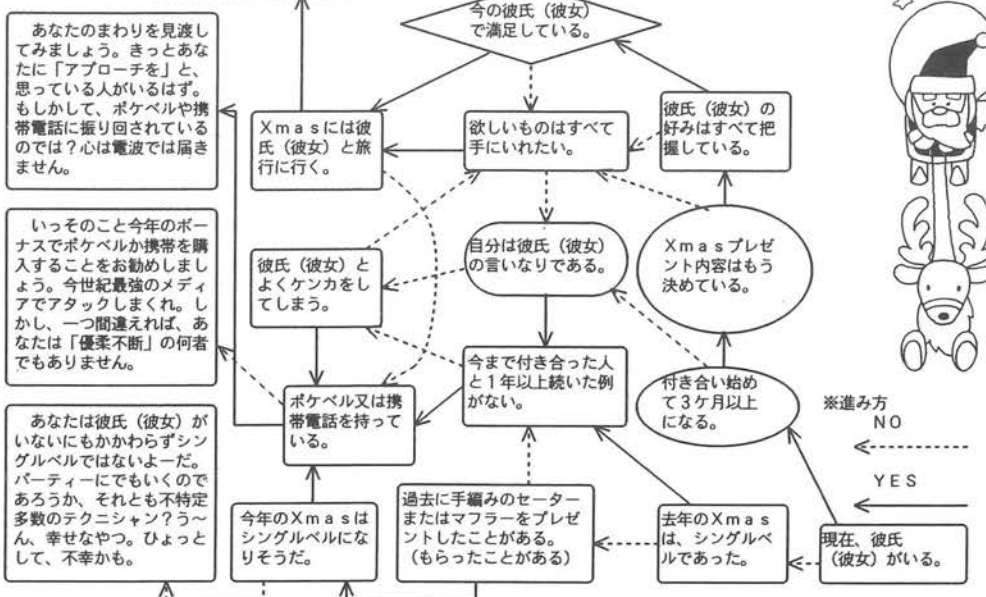 今の彼氏（彼女）
で満足している。
　あなたのまわりを見渡し
てみましょう。きっとあな
たに「アプローチを」と、
思っている人がいるはず。
もしかして、ポケベルや携
帯電話に振り回されている
のでは？心は電波では届き
ません。
Ｘｍａｓには彼
氏（彼女）と旅
行に行く。
欲しいものはすべて
手にいれたい。
彼氏（彼女）の
好みはすべて把
握している。
　いっそのこと今年のボー
ナスでポケベルか携帯を購
入することをお勧めしまし
ょう。今世紀最強のメディ
アでアタックしまくれ。し
かし、一つ間違えれば、あ
なたは「優柔不断」の何者
でもありません。
彼氏（彼女）と
よくケンカをし
てしまう。
自分は彼氏（彼女）
の言いなりである。
Ｘｍａｓプレゼ
ント内容はもう
決めている。
今まで付き合った人
と１年以上続いた例
がない。
付き合い始め
て３ケ月以上
になる。
ポケベル又は携
帯電話を持って
いる。
※進み方
ＮＯ
ＹＥＳ
　あなたは彼氏（彼女）が
いないにもかかわらずシン
グルベルではないよーだ。
パーティーにでもいくので
あろうか、それとも不特定
多数のテクニシャン？う～
ん、幸せなやつ。ひょっと
して、不幸かも。
今年のＸｍａｓは
シングルベルにな
りそうだ。
過去に手編みのセーター
またはマフラーをプレゼ
ントしたことがある。
（もらったことがある）
去年のＸｍａｓ
は、シングルベ
ルであった。
現在、彼氏
（彼女）がいる。